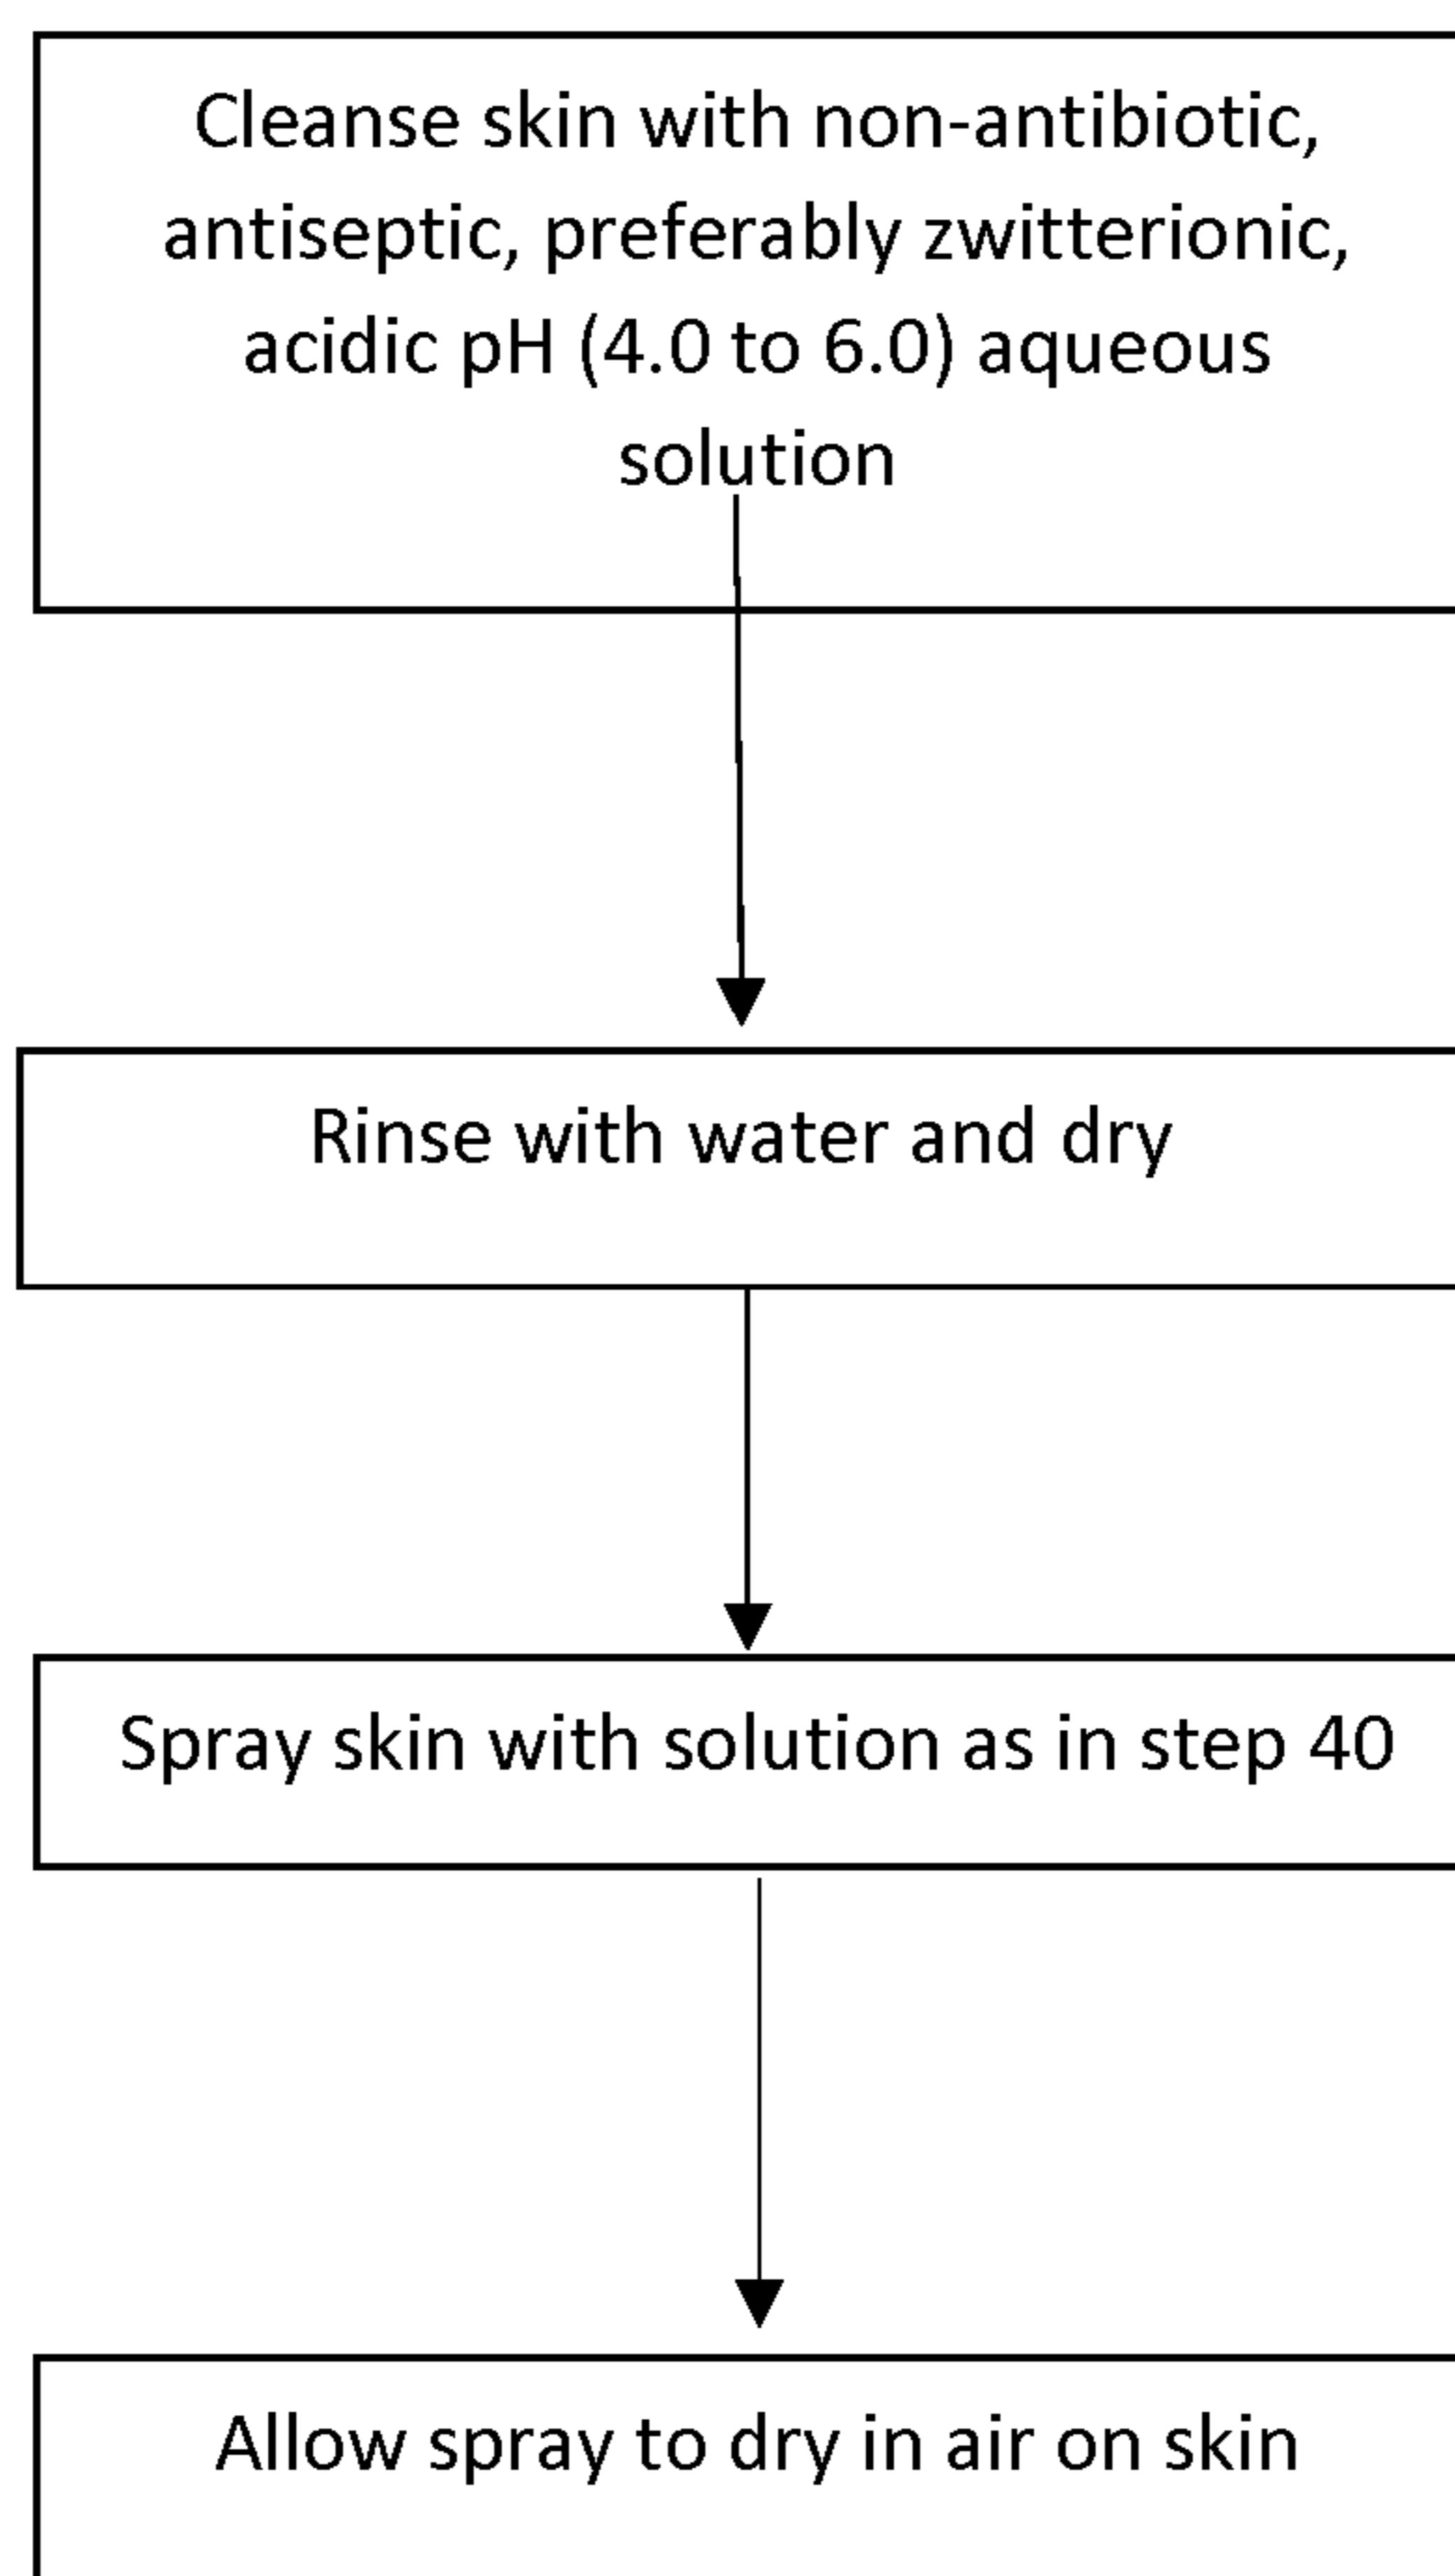 Cleanse skin with non-antibiotic,
antiseptic, preferably zwitterionic,
acidic pH (4.0 to 6.0) aqueous
solution
Rinse with water and dry
Spray skin with solution as in step 40
Allow spray to dry in air on skin